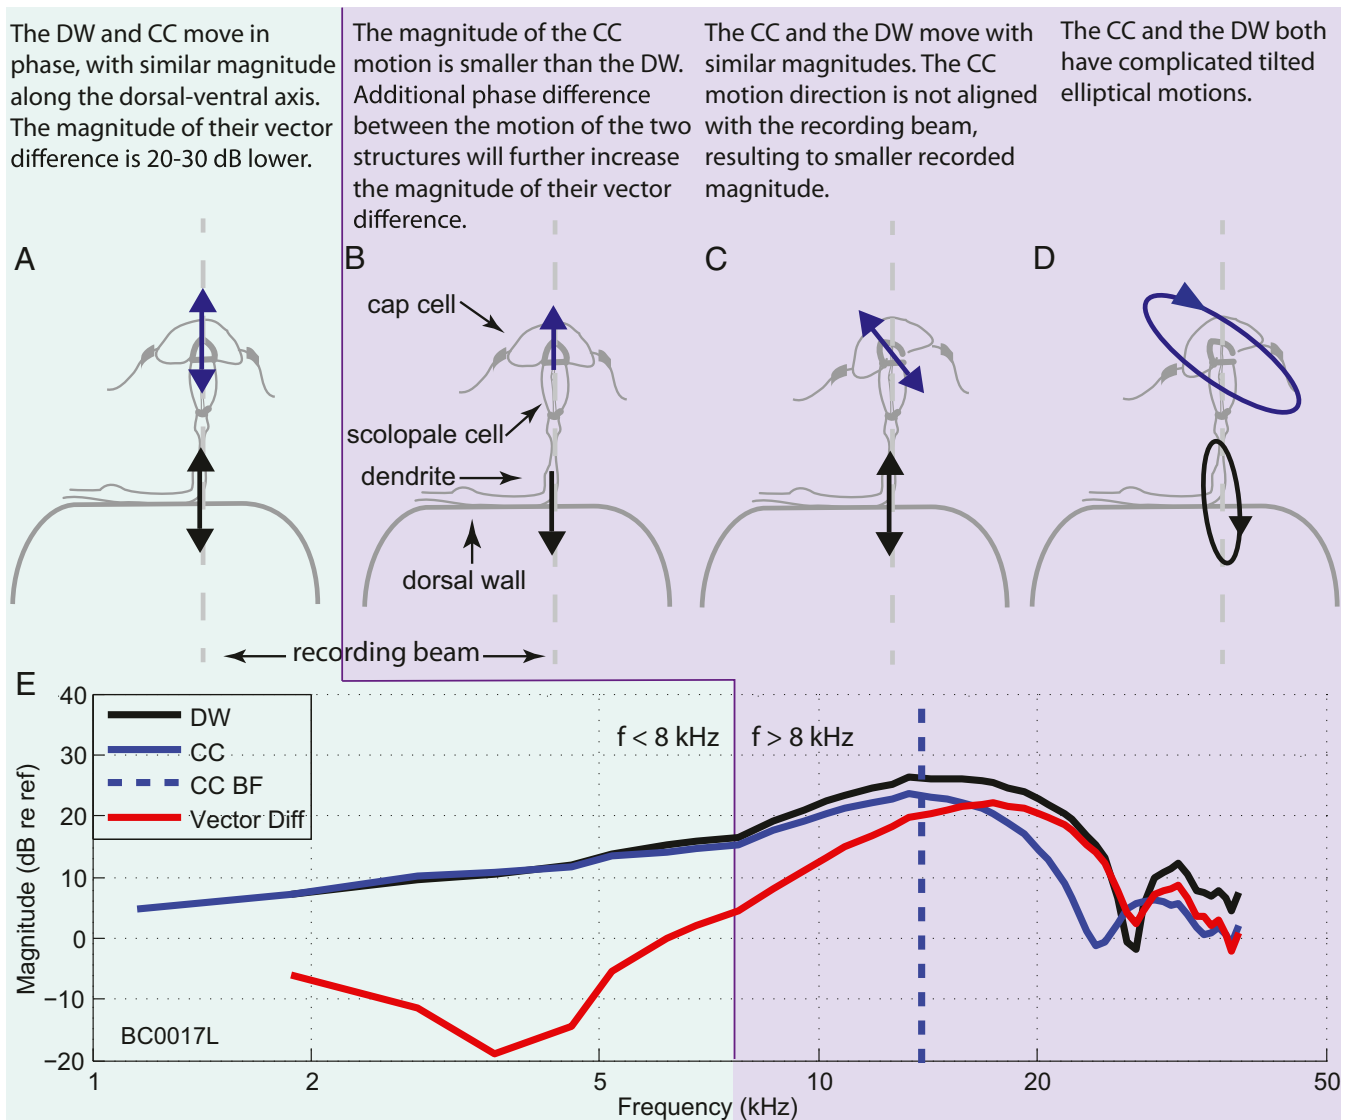 The DW and CC move in
phase, with similar magnitude
along the dorsal-ventral axis.
The magnitude of their vector
difference is 20-30 dB lower.
The magnitude of the CC
motion is smaller than the DW.
Additional phase difference
between the motion of the two
structures will further increase
the magnitude of their vector
difference.
The CC and the DW move with
similar magnitudes. The CC
motion direction is not aligned
with the recording beam,
resulting to smaller recorded
magnitude.
The CC and the DW both
have complicated tilted
elliptical motions.
A
B
C
D
cap cell
scolopale cell
dendrite
dorsal wall
recording beam
E
DW
CC
CC BF
Vector Diff
f < 8 kHz
f > 8 kHz
BC0017L
Magnitude (dB re ref)
40
30
20
10
0
−10
−20
1
2
5
10
20
50
Frequency (kHz)